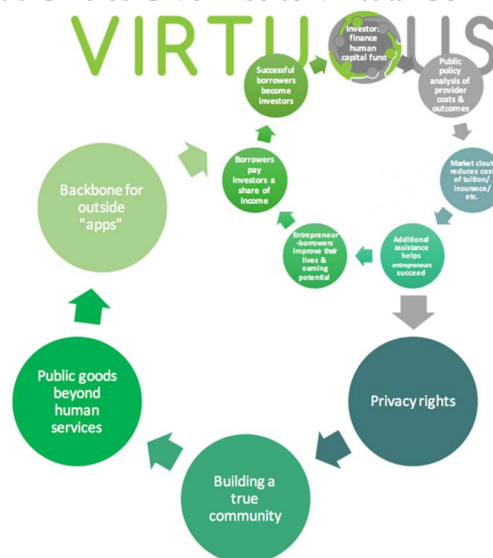 VIRTUOUS
Investor:
finance
human
capital fund
Successful
borrowers
become
Investors
Public
policy
analysis of
provider
costs &
outcomes
Borrowers
pay
investors a
share of
income
Market clout
reduces cost
of tuition/
insurance/
etc.
Entrepreneur
-borrowers
improve their
lives &
earning
potential
Additional
assistance
helps
entrepreneurs
succeed
Backbone for
outside
"apps"
Privacy rights
Public goods
beyond
human
services
Building a
true
community